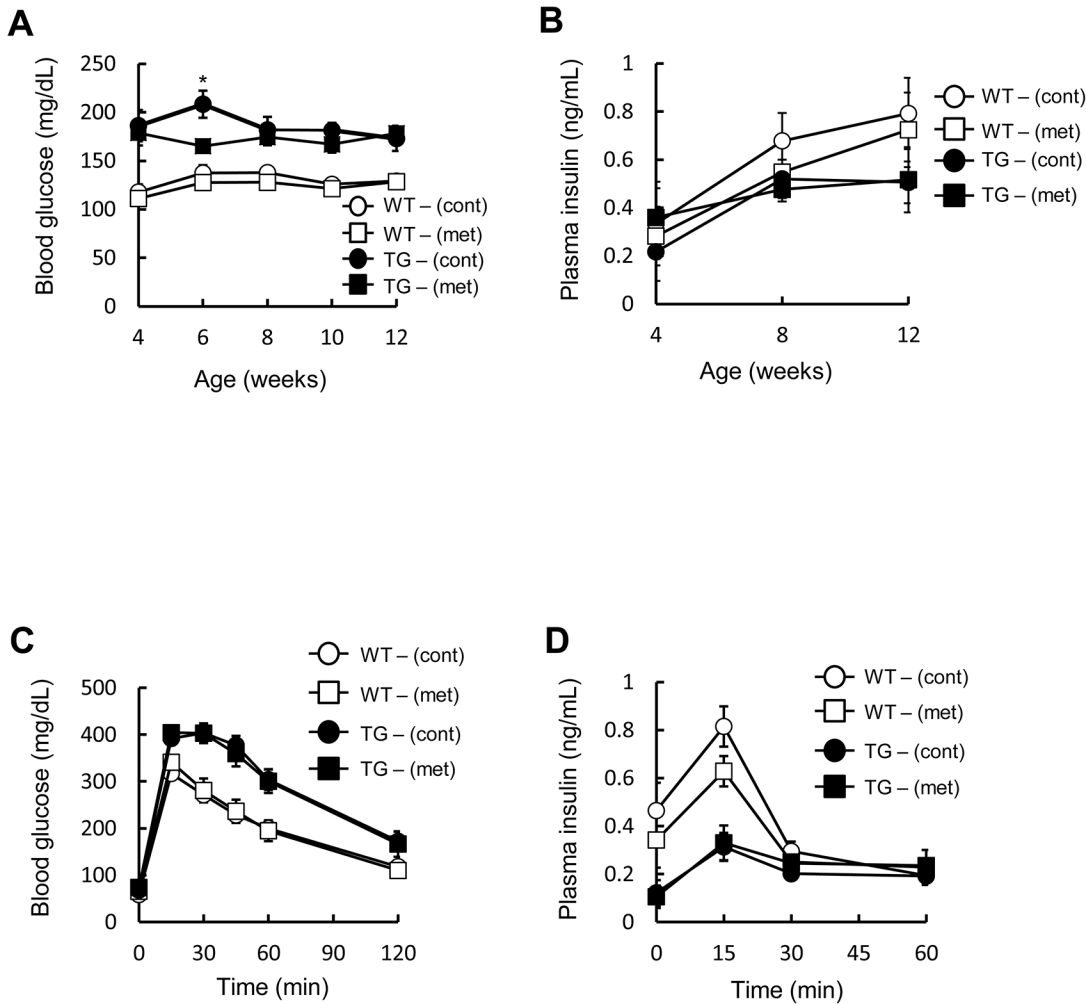 A
Blood glucose (mg/dL)
250
200
150
100
50
0
*
4 6 8 10 12
Age (weeks)
WT – (cont)
WT – (met)
TG – (cont)
TG – (met)
B
Plasma insulin (ng/mL)
1
0.8
0.6
0.4
0.2
0
4 8 12
Age (weeks)
WT – (cont)
WT – (met)
TG – (cont)
TG – (met)
C
Blood glucose (mg/dL)
500
400
300
200
100
0
0 30 60 90 120
Time (min)
WT – (cont)
WT – (met)
TG – (cont)
TG – (met)
D
Plasma insulin (ng/mL)
1
0.8
0.6
0.4
0.2
0
0 15 30 45 60
Time (min)
WT – (cont)
WT – (met)
TG – (cont)
TG – (met)